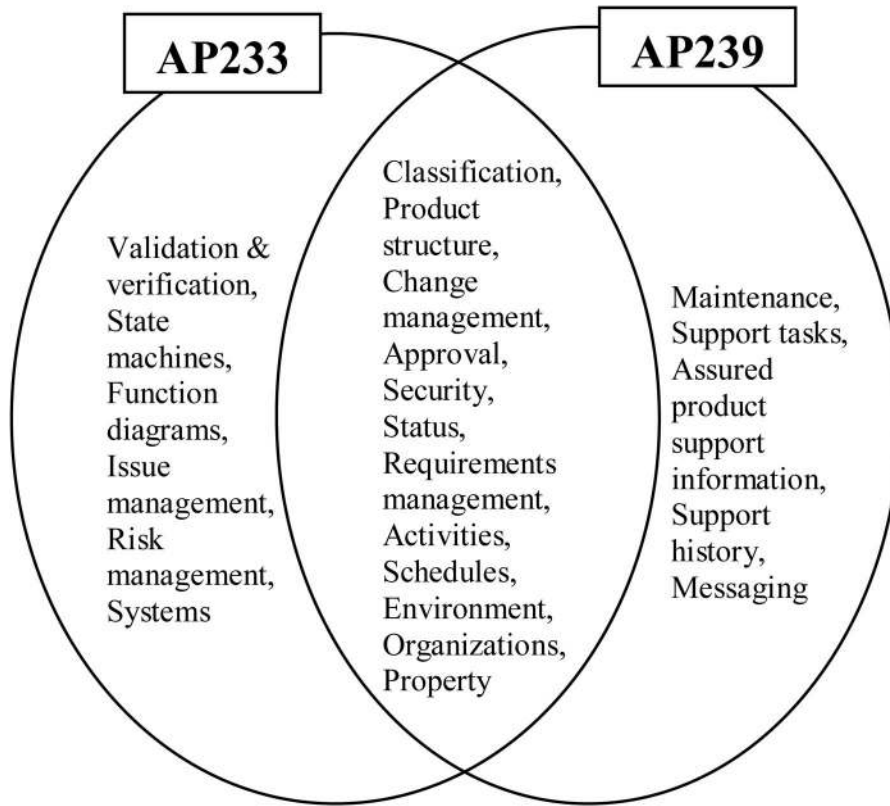 AP233
AP239
Validation &
verification,
State
machines,
Function
diagrams,
Issue
management,
Risk
management,
Systems
Classification,
Product
structure,
Change
management,
Approval,
Security,
Status,
Requirements
management,
Activities,
Schedules,
Environment,
Organizations,
Property
Maintenance,
Support tasks,
Assured
product
support
information,
Support
history,
Messaging